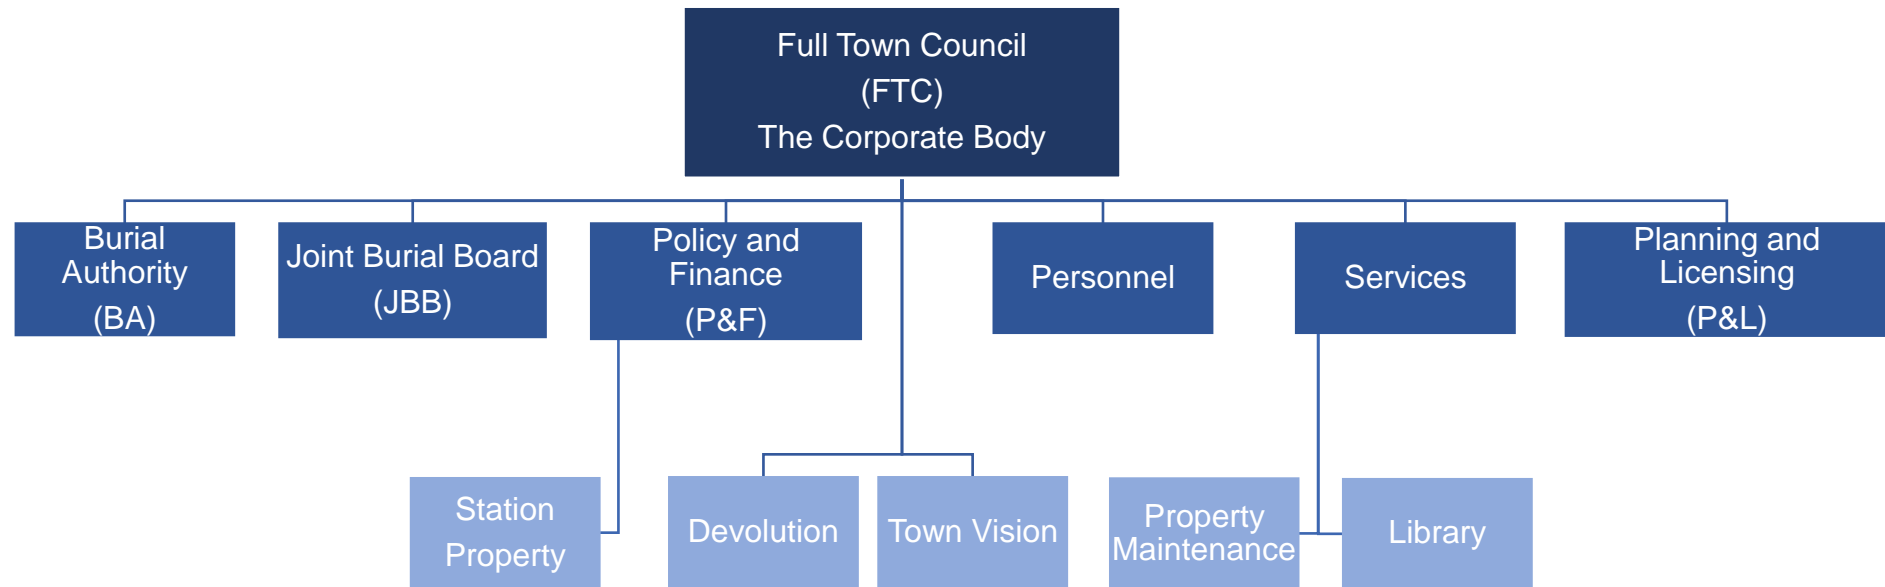 Full Town Council
(FTC)
The Corporate Body
Burial
Authority
(BA)
Joint Burial Board
(JBB)
Policy and
Finance
(P&F)
Personnel
Services
Planning and
Licensing
(P&L)
Station
Property
Devolution
Town Vision
Property
Maintenance
Library